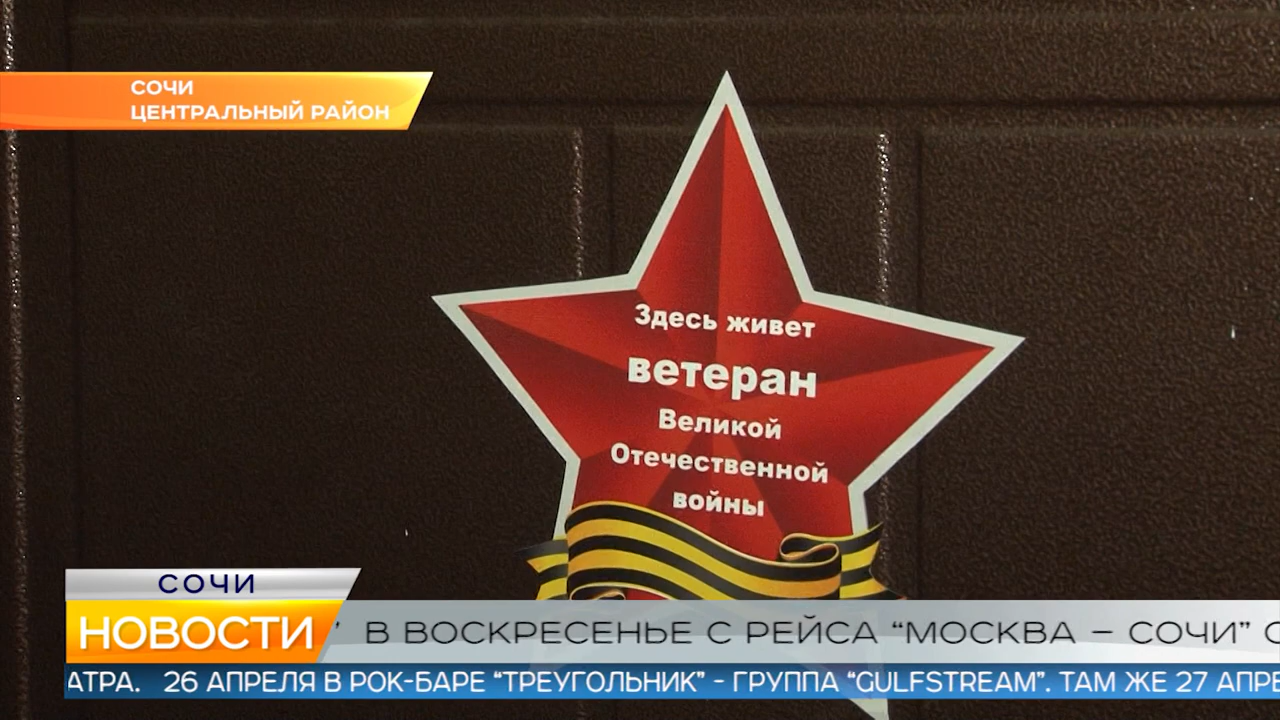 СОЧИ
ЦЕНТРАЛЬНЫЙ РАЙОН
Здесь живет
ветеран
Великой
Отечественной
войны
СОЧИ
НОВОСТИ
" В ВОСКРЕСЕНЬЕ С РЕЙСА “МОСКВА – СОЧИ”
АТРА. 26 АПРЕЛЯ В РОК-БАРЕ “ТРЕУГОЛЬНИК” - ГРУППА “GULFSTREAM”. ТАМ ЖЕ 27 АПРЕ